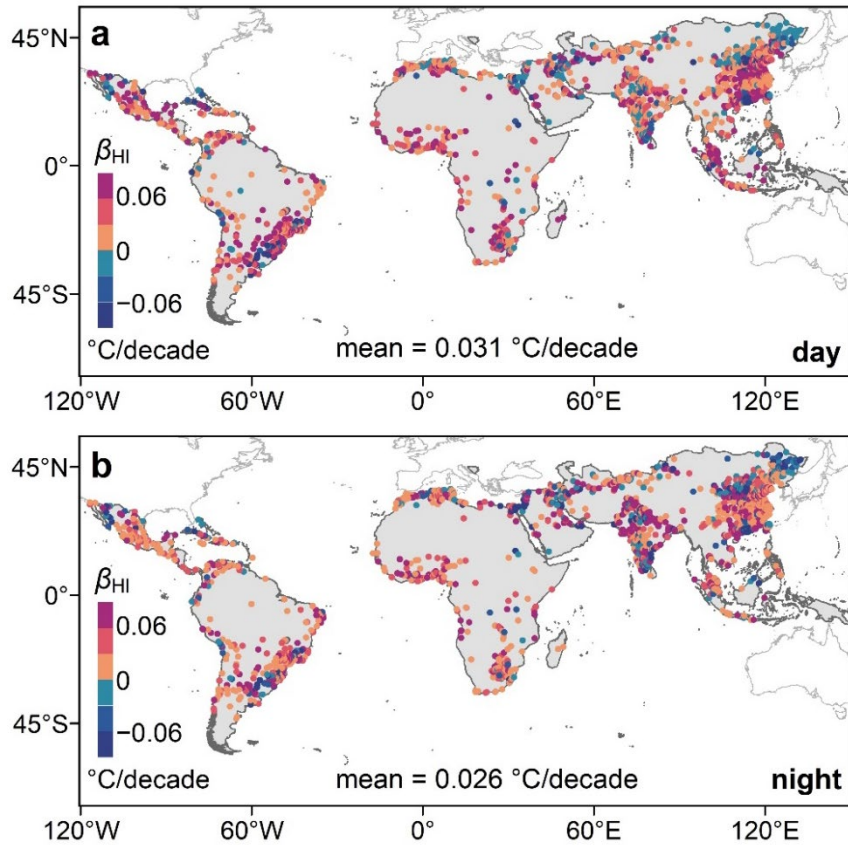 a
45°N
0°
45°S
βHI
0.06
0
−0.06
°C/decade
mean = 0.031 °C/decade
day
120°W
60°W
0°
60°E
120°E
b
45°N
0°
45°S
βHI
0.06
0
−0.06
°C/decade
mean = 0.026 °C/decade
night
120°W
60°W
0°
60°E
120°E